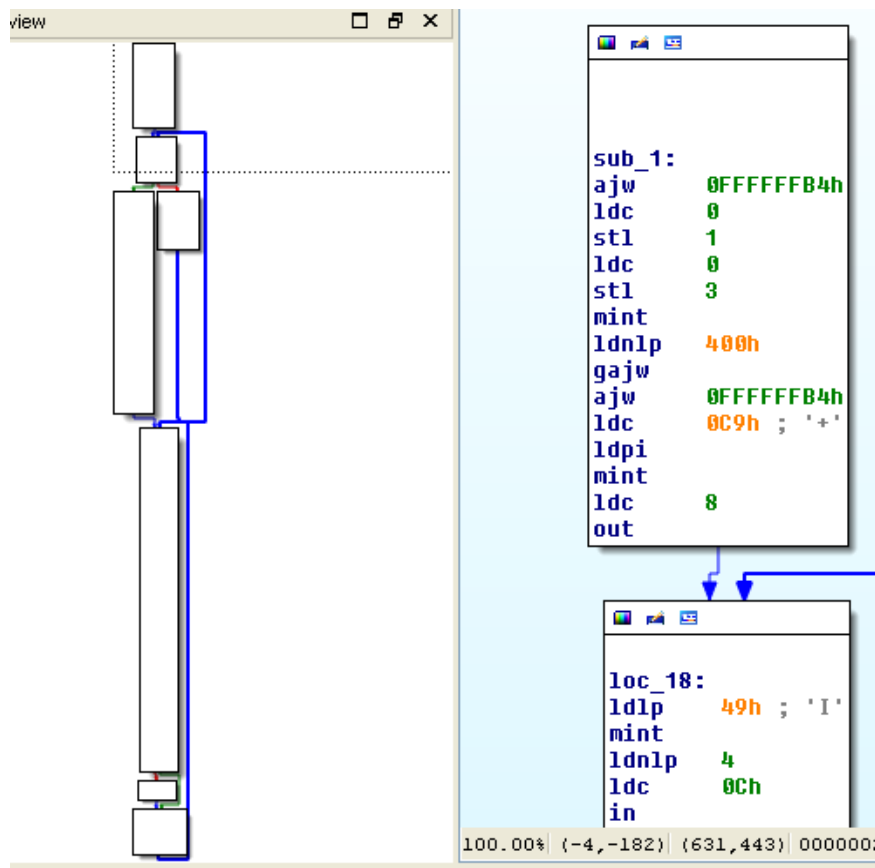 view
sub_1:
ajw 0FFFFFFB4h
ldc 0
stl 1
ldc 0
stl 3
mint
ldnlp 400h
gajw
ajw 0FFFFFFB4h
ldc 0C9h ; '+'
ldpi
mint
ldc 8
out
loc_18:
ldlp 49h ; 'I'
mint
ldnlp 4
ldc 0Ch
in
100.00% (-4,-182) (631,443) 0000002